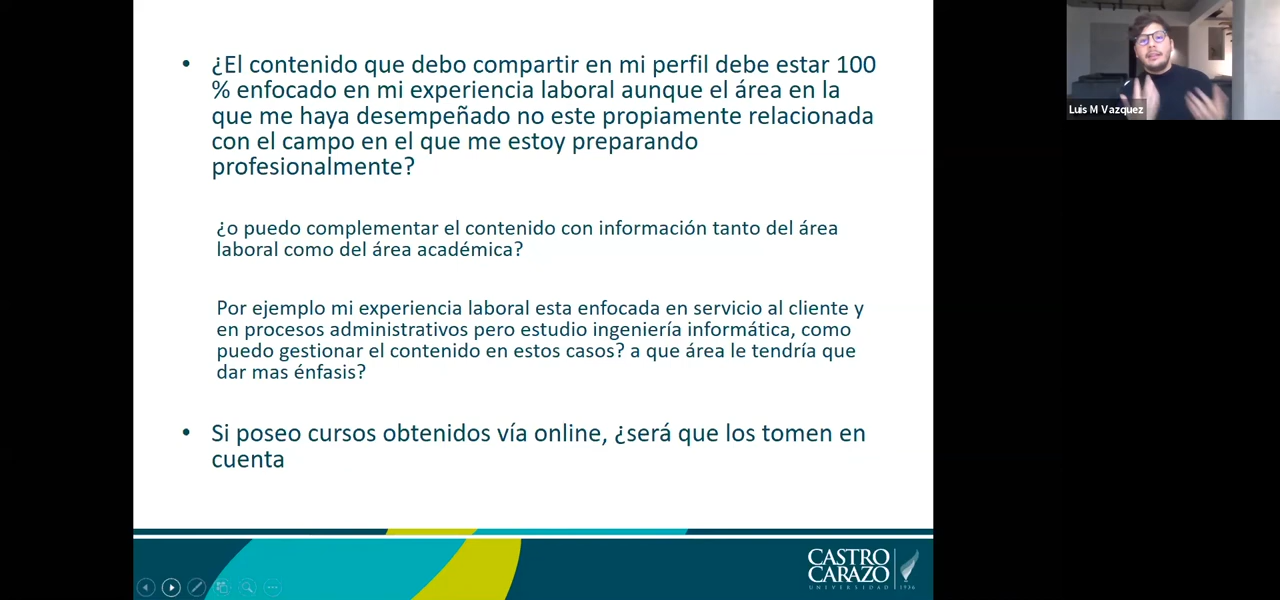 ¿El contenido que debo compartir en mi perfil debe estar 100
% enfocado en mi experiencia laboral aunque el área en la
que me haya desempeñado no este propiamente relacionada
con el campo en el que me estoy preparando
profesionalmente?
¿o puedo complementar el contenido con información tanto del área
laboral como del área académica?
Por ejemplo mi experiencia laboral esta enfocada en servicio al cliente y
en procesos administrativos pero estudio ingeniería informática, como
puedo gestionar el contenido en estos casos? a que área le tendría que
dar mas énfasis?
Si poseo cursos obtenidos vía online, ¿será que los tomen en
cuenta
Luis M Vazquez
CASTRO
CARAZO
UNIVERSIDAD 1936